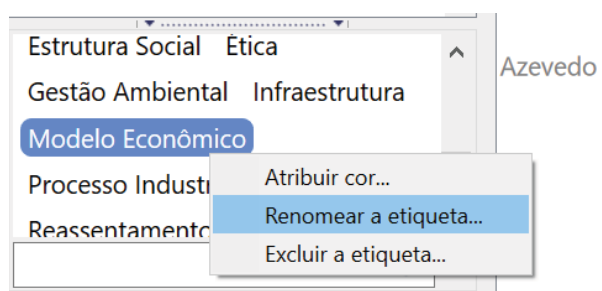 Estrutura Social Ética
Azevedo
Gestão Ambiental Infraestrutura
Modelo Econômico
Atribuir cor...
Processo Industr
Renomear a etiqueta...
Reassentamento
Excluir a etiqueta...